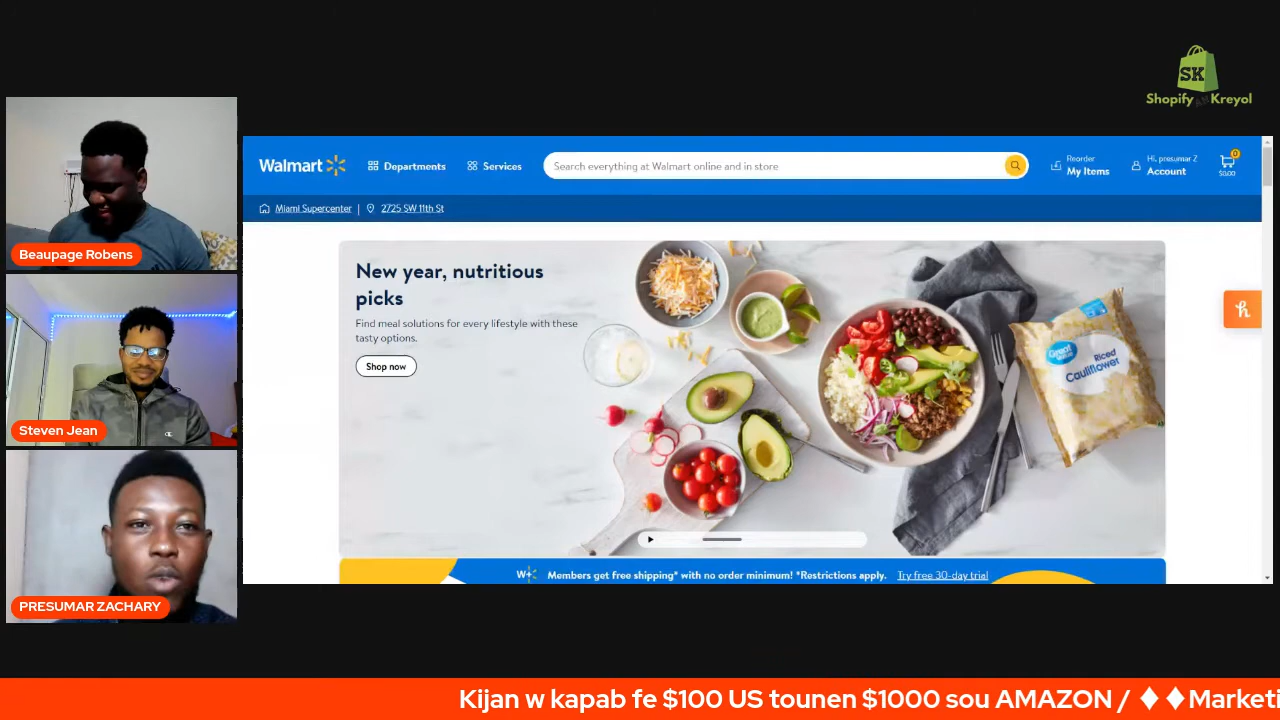 SK
Shopify AN Kreyol
Walmart
Departments
Services
Search everything at Walmart online and in store
Reorder
My Items
Hi, presumar Z
Account
0
$0.00
Miami Supercenter | 2725 SW 11th St
New year, nutritious
picks
Find meal solutions for every lifestyle with these
tasty options.
Shop now
Great
Value
Riced
Cauliflower
h
W+
Members get free shipping* with no order minimum! *Restrictions apply. Try free 30-day trial
Beaupage Robens
Steven Jean
PRESUMAR ZACHARY
Kijan w kapab fe $100 US tounen $1000 sou AMAZON / ♦♦Marketi